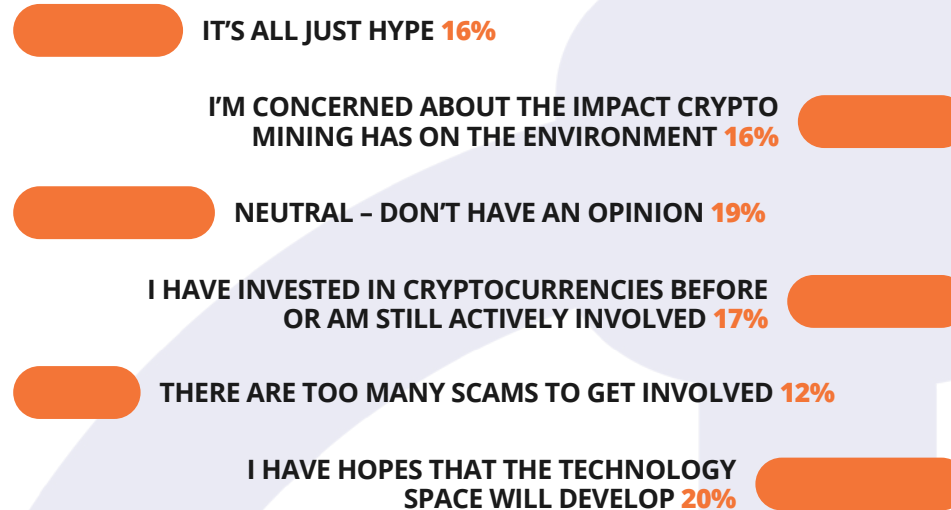 IT’S ALL JUST HYPE 16%
I’M CONCERNED ABOUT THE IMPACT CRYPTO
MINING HAS ON THE ENVIRONMENT 16%
NEUTRAL – DON’T HAVE AN OPINION 19%
I HAVE INVESTED IN CRYPTOCURRENCIES BEFORE
OR AM STILL ACTIVELY INVOLVED 17%
THERE ARE TOO MANY SCAMS TO GET INVOLVED 12%
I HAVE HOPES THAT THE TECHNOLOGY
SPACE WILL DEVELOP 20%